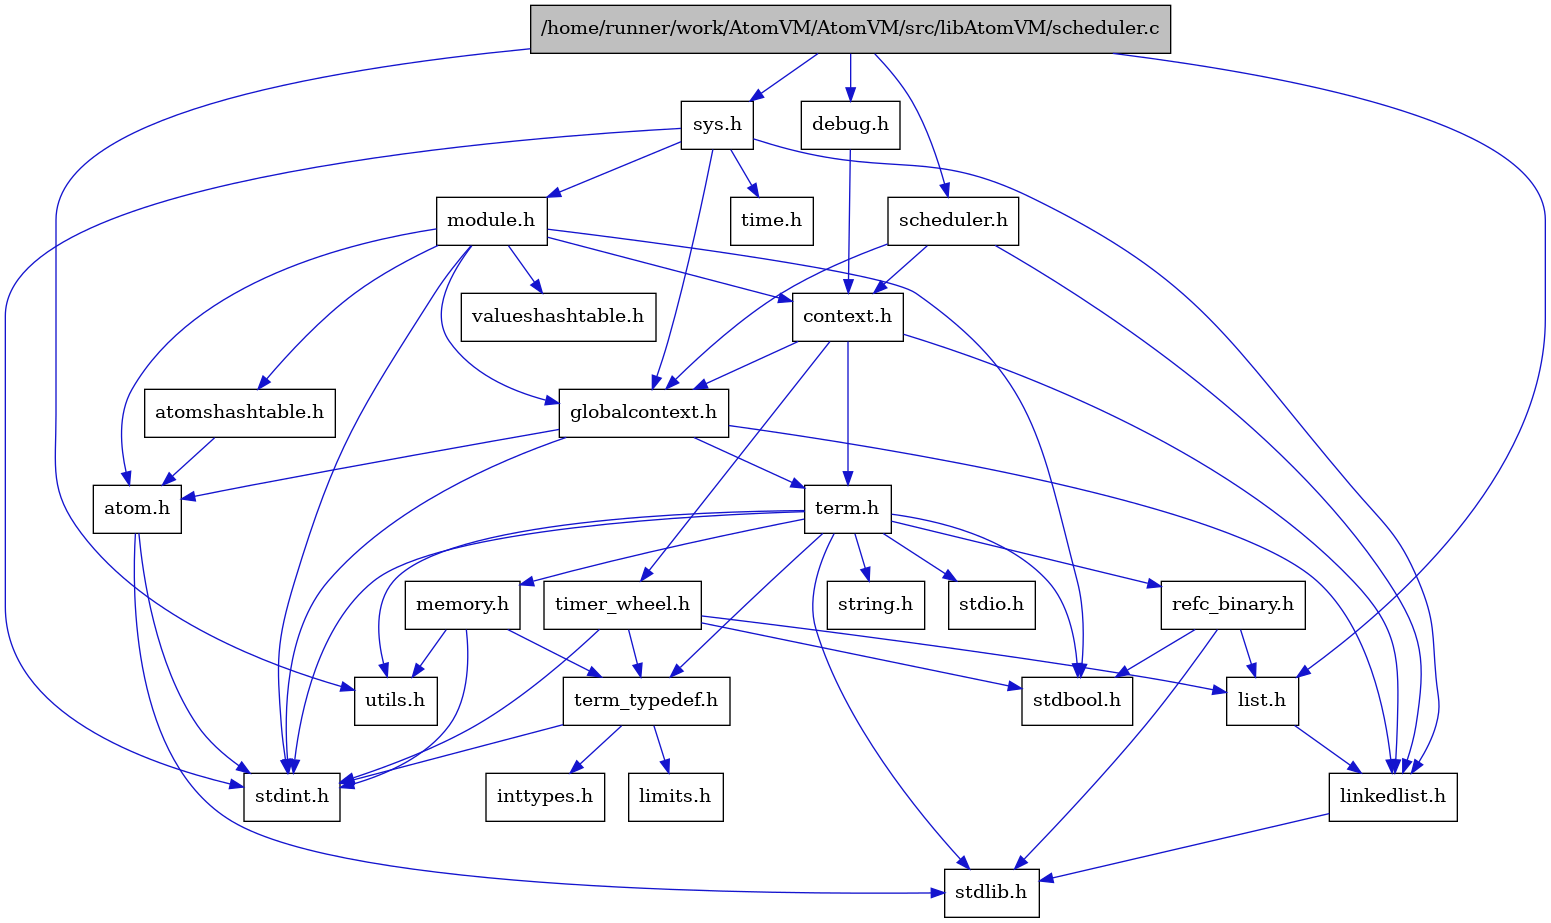 /home/runner/work/AtomVM/AtomVM/src/libAtomVM/scheduler.c
sys.h
debug.h
module.h
time.h
scheduler.h
valueshashtable.h
context.h
atomshashtable.h
globalcontext.h
atom.h
term.h
memory.h
timer_wheel.h
string.h
stdio.h
refc_binary.h
utils.h
term_typedef.h
stdbool.h
list.h
stdint.h
inttypes.h
limits.h
linkedlist.h
stdlib.h